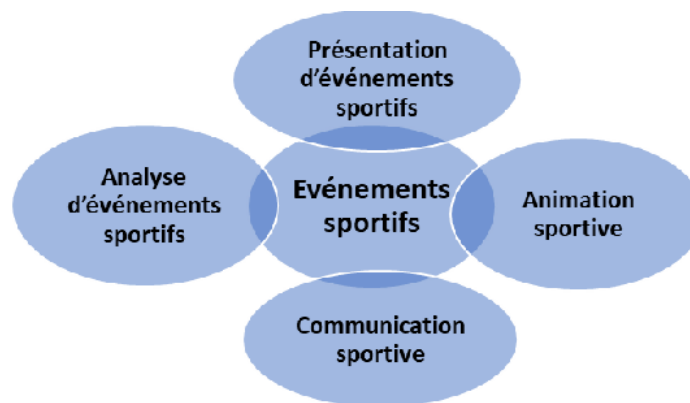 Présentation
d'événements
sportifs
Analyse
d'événements
sportifs
Evénements
sportifs
Animation
sportive
Communication
sportive